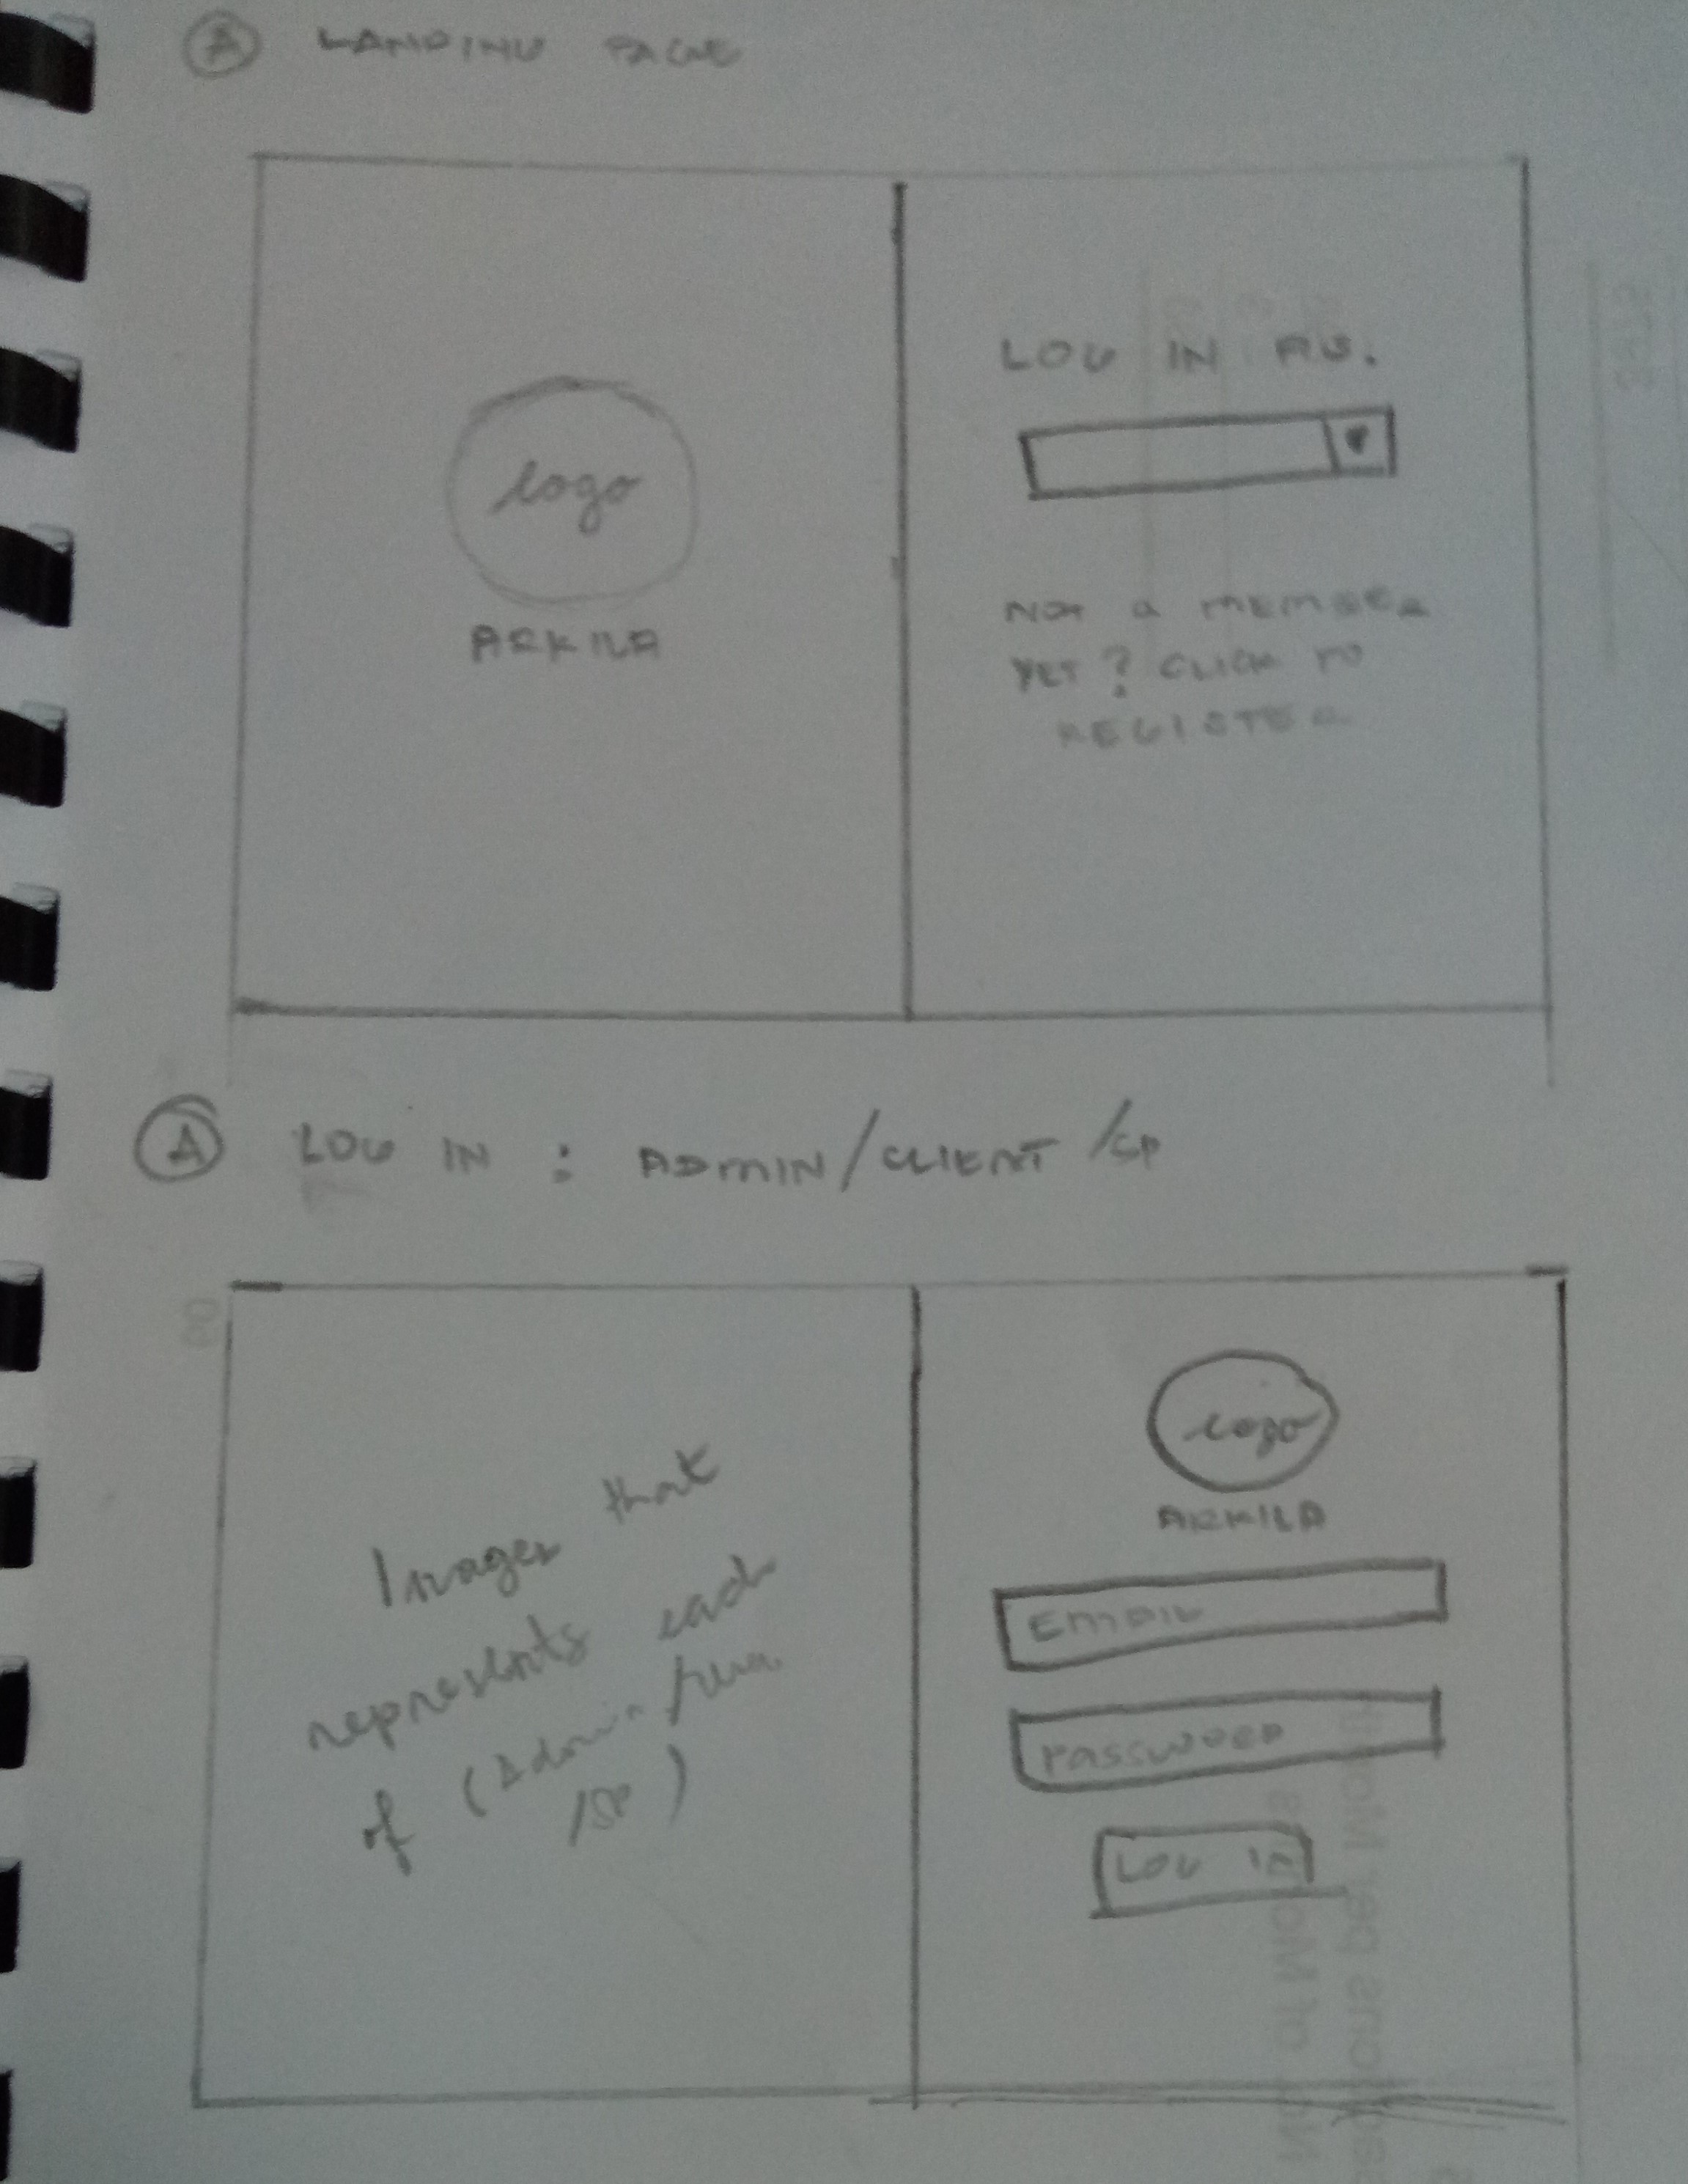 A LANDING PAGE
LOG IN AS.
logo
ARKILA
NOT a MEMBER
YET? CLICK TO
REGISTER
A LOG IN : ADMIN/CLIENT/SP
logo
ARKILA
Images that
represents each
of (Admin/
/SP)
EMAIL
PASSWORD
LOG IN